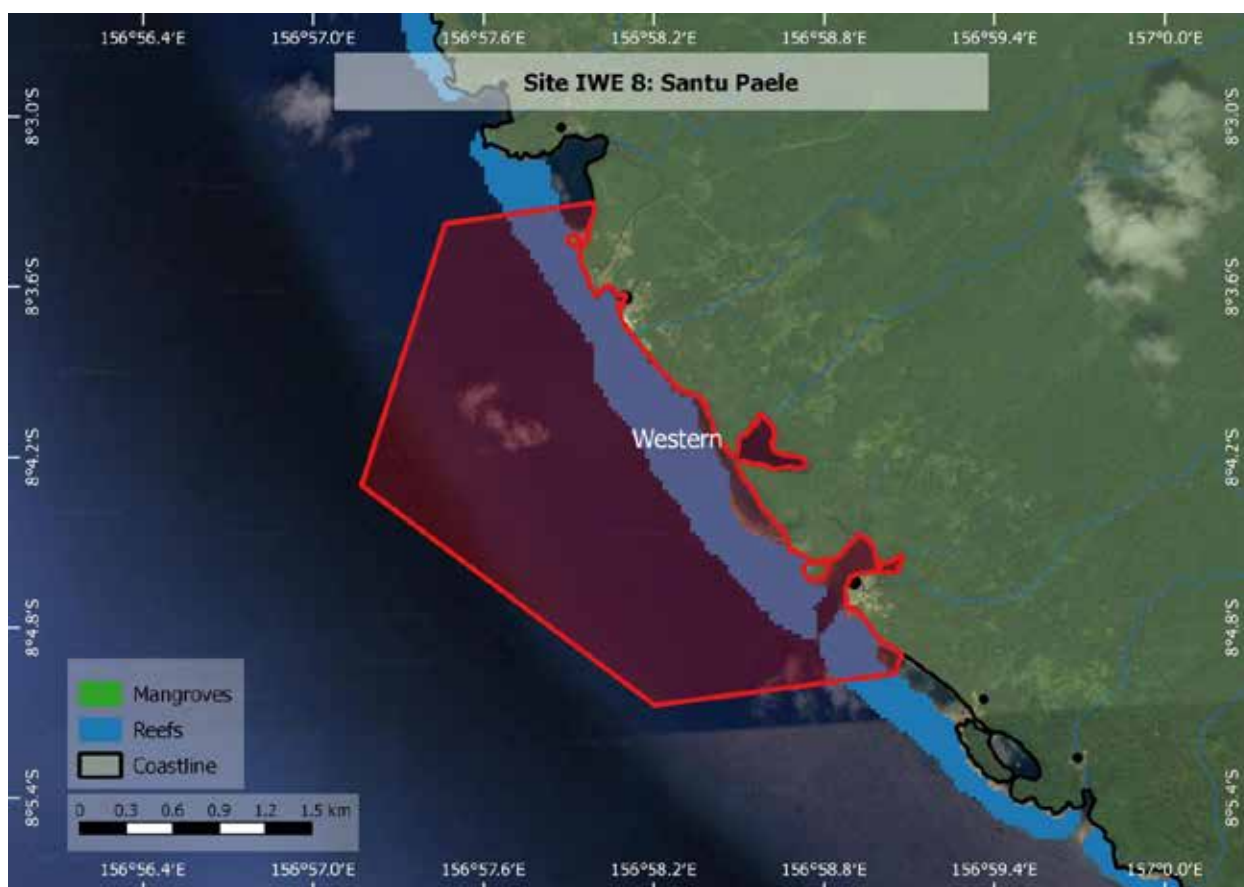 156°56.4'E 156°57.0'E 156°57.6'E 156°58.2'E 156°58.8'E 156°59.4'E 157°0.0'E
Site IWE 8: Santu Paele
8°3.0'S 8°3.0'S
8°3.6'S 8°3.6'S
Western
8°4.2'S 8°4.2'S
8°4.8'S 8°4.8'S
Mangroves
Reefs
Coastline
8°5.4'S 8°5.4'S
0 0.3 0.6 0.9 1.2 1.5 km
156°56.4'E 156°57.0'E 156°57.6'E 156°58.2'E 156°58.8'E 156°59.4'E 157°0.0'E